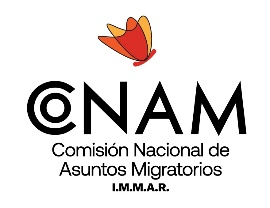 CONAM
Comisión Nacional de
Asuntos Migratorios
I.M.M.A.R.